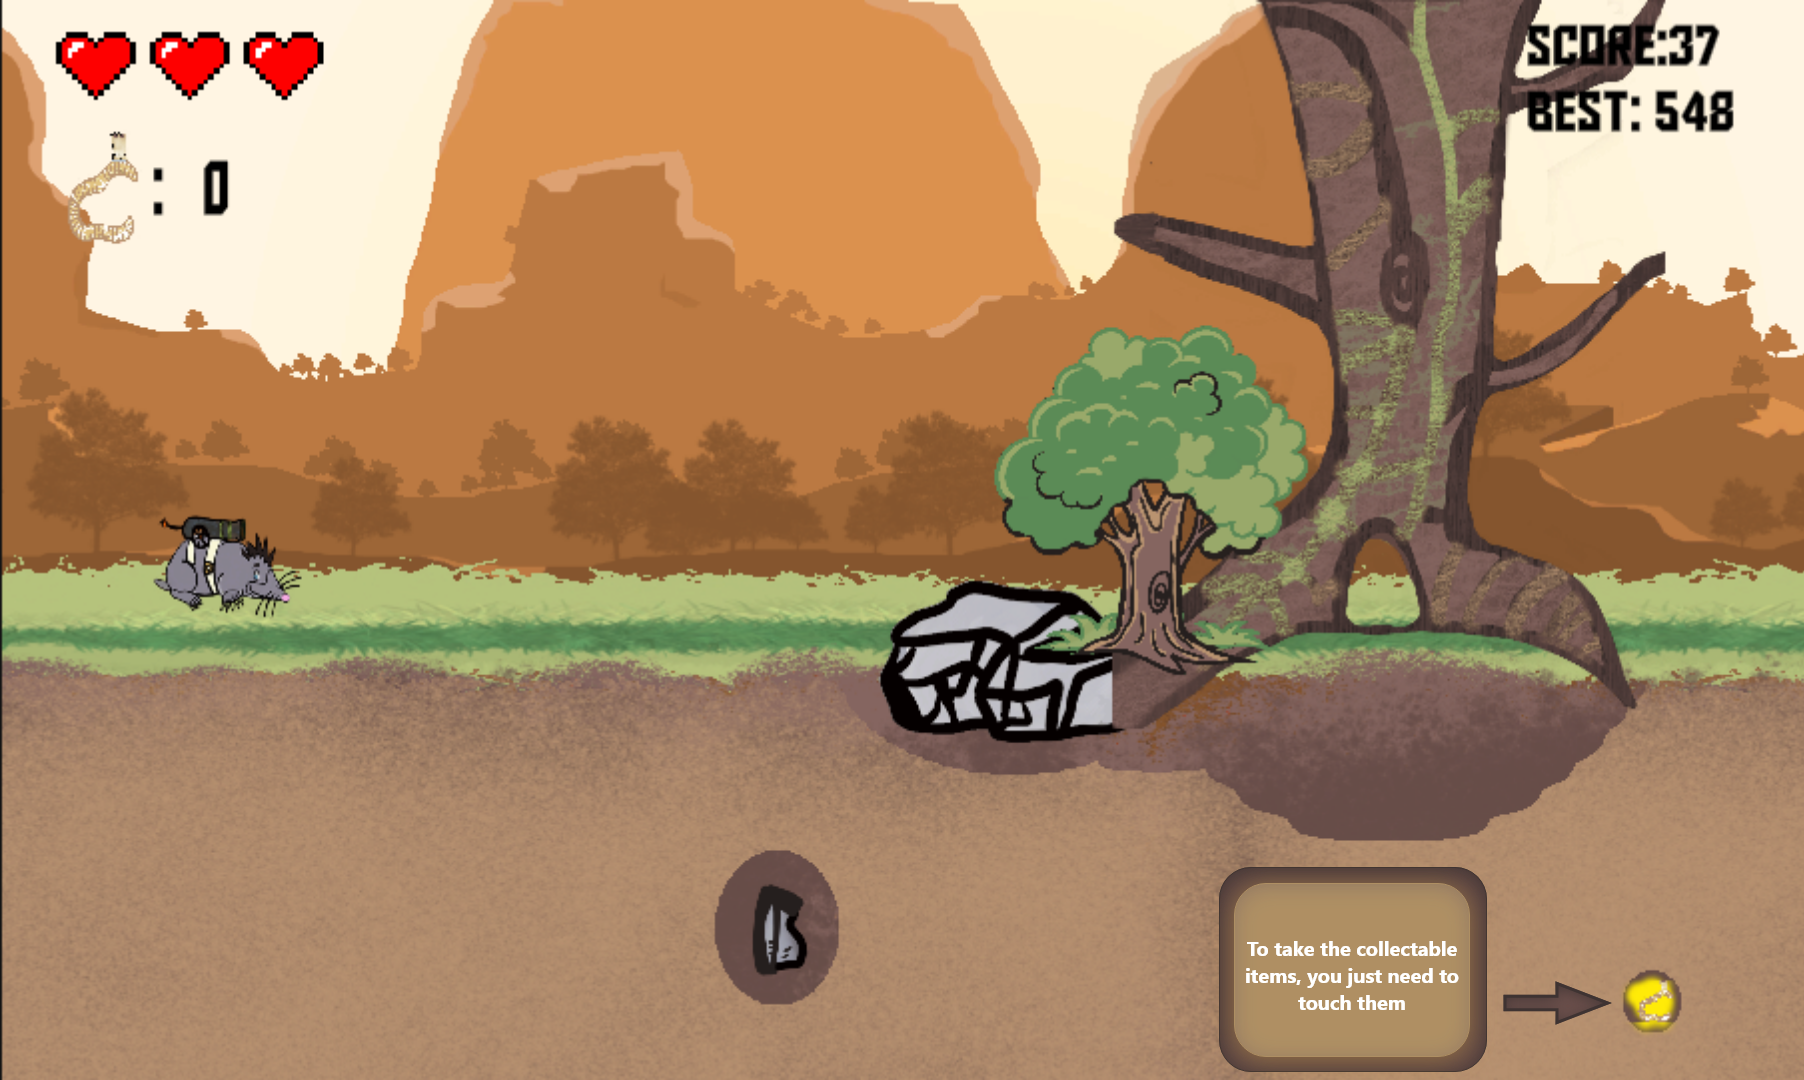 SCORE:37
BEST: 548
: 0
To take the collectable
items, you just need to
touch them